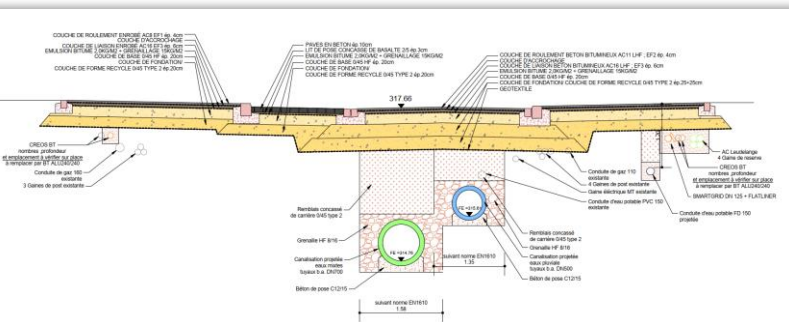 COUCHE DE ROULEMENT ENROBÉ AC8 EF1 ép. 4cm
COUCHE D'ACCROCHAGE
COUCHE DE LIAISON ENROBÉ AC16 EF3 ép. 6cm
EMULSION BITUME 2,0KG/M2 + GRENAILLAGE 15KG/M2
COUCHE DE BASE 0/45 HF ép. 20cm
COUCHE DE FONDATION/
COUCHE DE FORME RECYCLE 0/45 TYPE 2 ép.20cm
PAVES EN BETON ép.10cm
LIT DE POSE CONCASSE DE BASALTE 2/5 ép.3cm
EMULSION BITUME 2,0KG/M2 + GRENAILLAGE 15KG/M2
COUCHE DE BASE 0/45 HF ép. 20cm
COUCHE DE FONDATION/
COUCHE DE FORME RECYCLE 0/45 TYPE 2 ép.20cm
COUCHE DE ROULEMENT BETON BITUMINEUX AC11 LHF ; EF2 ép. 4cm
COUCHE D'ACCROCHAGE
COUCHE DE LIAISON BETON BITUMINEUX AC16 LHF ; EF3 ép. 6cm
EMULSION BITUME 2,0KG/M2 + GRENAILLAGE 15KG/M2
COUCHE DE BASE 0/45 HF ép. 20cm
COUCHE DE FONDATION/ COUCHE DE FORME RECYCLE 0/45 TYPE 2 ép.25+25cm
GEOTEXTILE
317.66
CREOS BT
nombres profondeur
et emplacement à vérifier sur place
à remplacer par BT ALU240/240
Conduite de gaz 160
existante
3 Gaines de post existante
Remblais concassé
de carrière 0/45 type 2
Grenaille HF 8/16
Canalisation projetée
eaux mixtes
tuyaux b.a. DN700
Béton de pose C12/15
suivant norme EN1610
1.58
suivant norme EN1610
1.35
Conduite de gaz 110
existante
4 Gaines de post existante
Gaine électrique MT existante
Conduite d'eau potable PVC 150
existante
Remblais concassé
de carrière 0/45 type 2
Grenaille HF 8/16
Canalisation projetée
eaux pluviale
tuyaux b.a. DN500
Béton de pose C12/15
AC Leudelange
4 Gains de reserve
CREOS BT
nombres profondeur
et emplacement à vérifier sur place
à remplacer par BT ALU240/240
SMARTGRID DN 125 + FLATLINER
Conduite d'eau potable FD 150
projetée